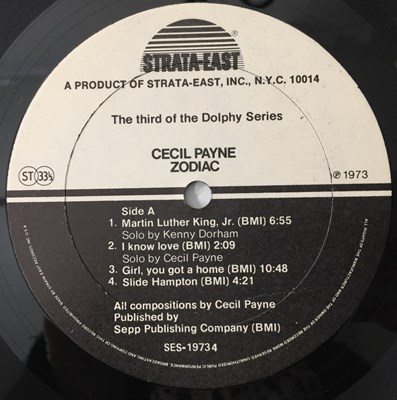 STRATA-EAST
®
A PRODUCT OF STRATA-EAST, INC., N.Y.C. 10014
The third of the Dolphy Series
CECIL PAYNE
ZODIAC
ST 33⅓
℗ 1973
Side A
1. Martin Luther King, Jr. (BMI) 6:55
Solo by Kenny Dorham
2. I know love (BMI) 2:09
Solo by Cecil Payne
3. Girl, you got a home (BMI) 10:48
4. Slide Hampton (BMI) 4:21
All compositions by Cecil Payne
Published by
Sepp Publishing Company (BMI)
SES-19734